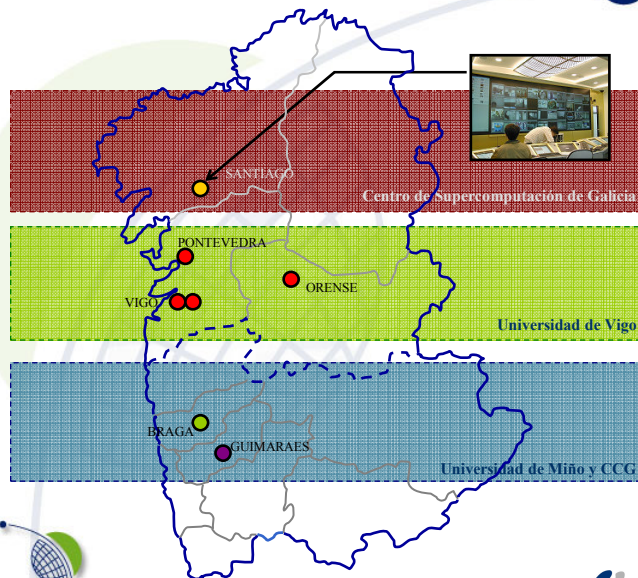 SANTIAGO
Centro de Supercomputación de Galicia
PONTEVEDRA
ORENSE
VIGO
Universidad de Vigo
BRAGA
GUIMARAES
Universidad de Miño y CCG